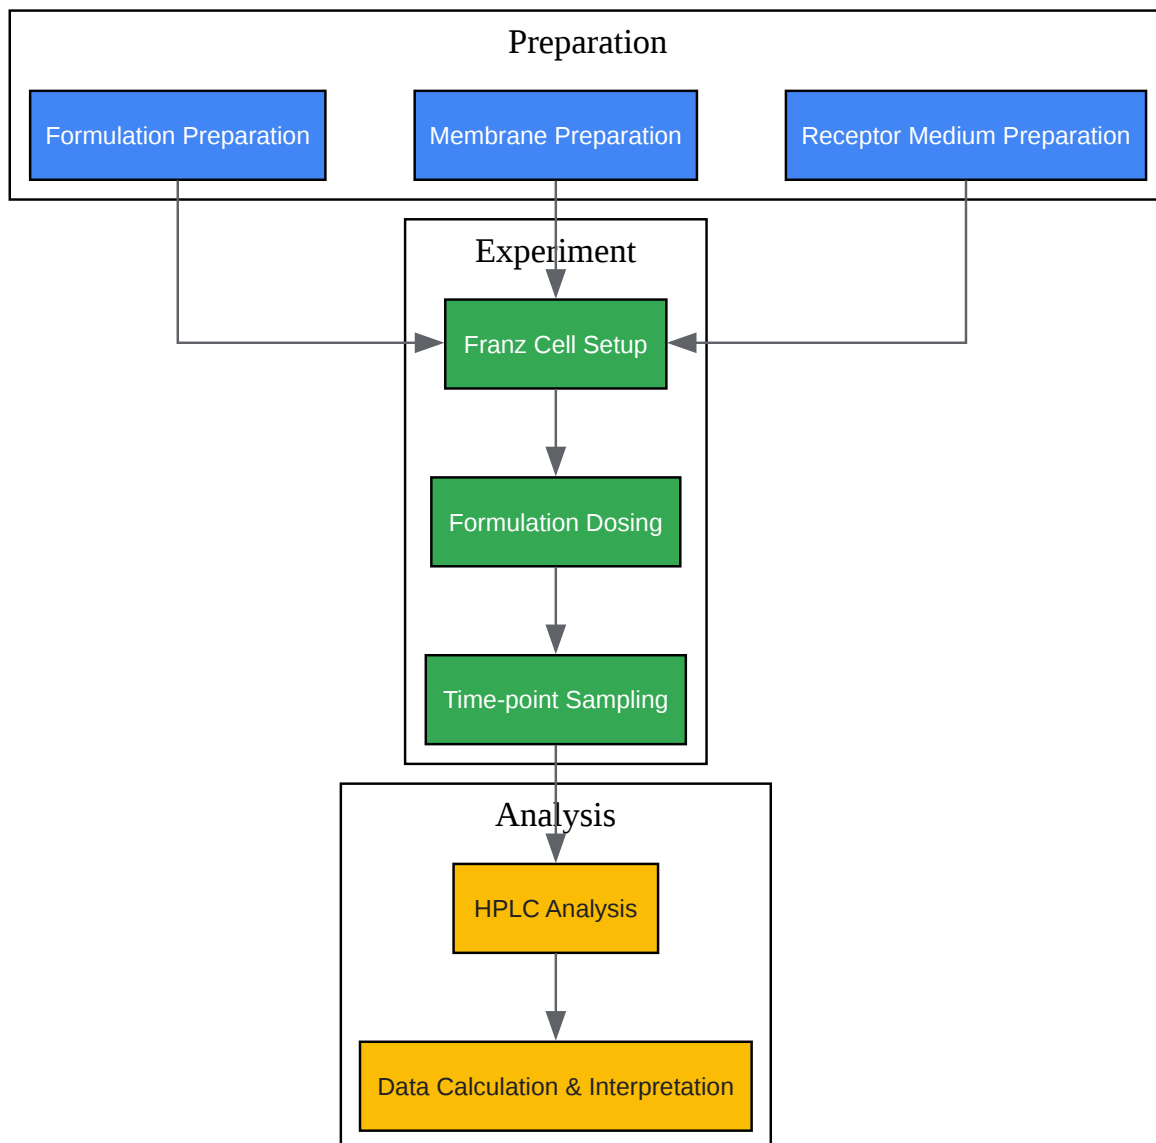 Preparation
Formulation Preparation
Membrane Preparation
Receptor Medium Preparation
Experiment
Franz Cell Setup
Formulation Dosing
Time-point Sampling
Analysis
HPLC Analysis
Data Calculation & Interpretation